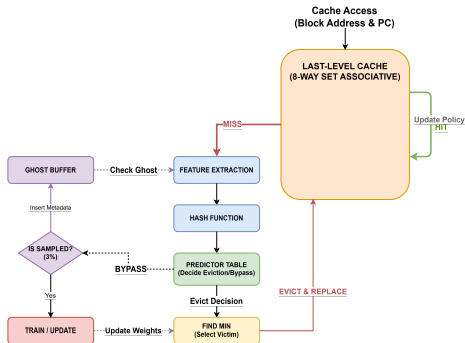 Cache Access
(Block Address & PC)
LAST-LEVEL CACHE
(8-WAY SET ASSOCIATIVE)
Update Policy
HIT
MISS
GHOST BUFFER
Check Ghost
FEATURE EXTRACTION
Insert Metadata
HASH FUNCTION
IS SAMPLED?
(3%)
BYPASS
PREDICTOR TABLE
(Decide Eviction/Bypass)
Yes
Evict Decision
EVICT & REPLACE
TRAIN / UPDATE
Update Weights
FIND MIN
(Select Victim)